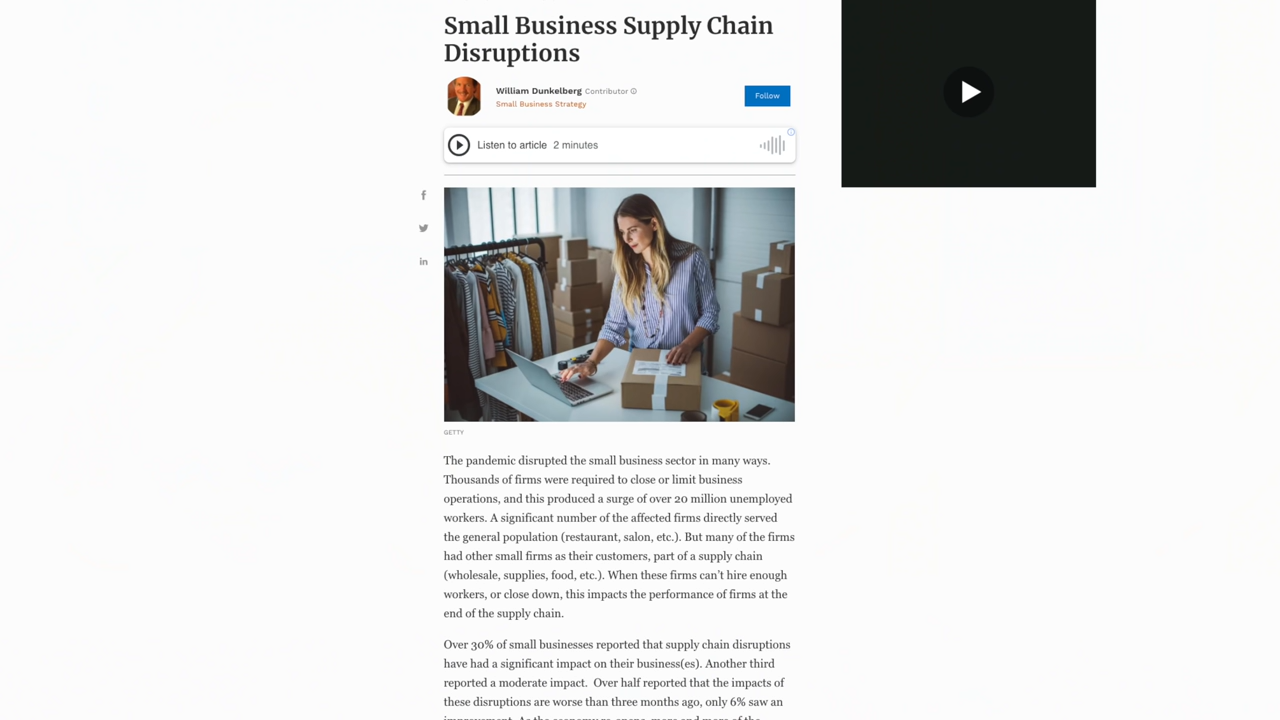 Small Business Supply Chain
Disruptions
William Dunkelberg Contributor
Small Business Strategy
Follow
Listen to article 2 minutes
GETTY
The pandemic disrupted the small business sector in many ways.
Thousands of firms were required to close or limit business
operations, and this produced a surge of over 20 million unemployed
workers. A significant number of the affected firms directly served
the general population (restaurant, salon, etc.). But many of the firms
had other small firms as their customers, part of a supply chain
(wholesale, supplies, food, etc.). When these firms can't hire enough
workers, or close down, this impacts the performance of firms at the
end of the supply chain.
Over 30% of small businesses reported that supply chain disruptions
have had a significant impact on their business(es). Another third
reported a moderate impact.  Over half reported that the impacts of
these disruptions are worse than three months ago, only 6% saw an